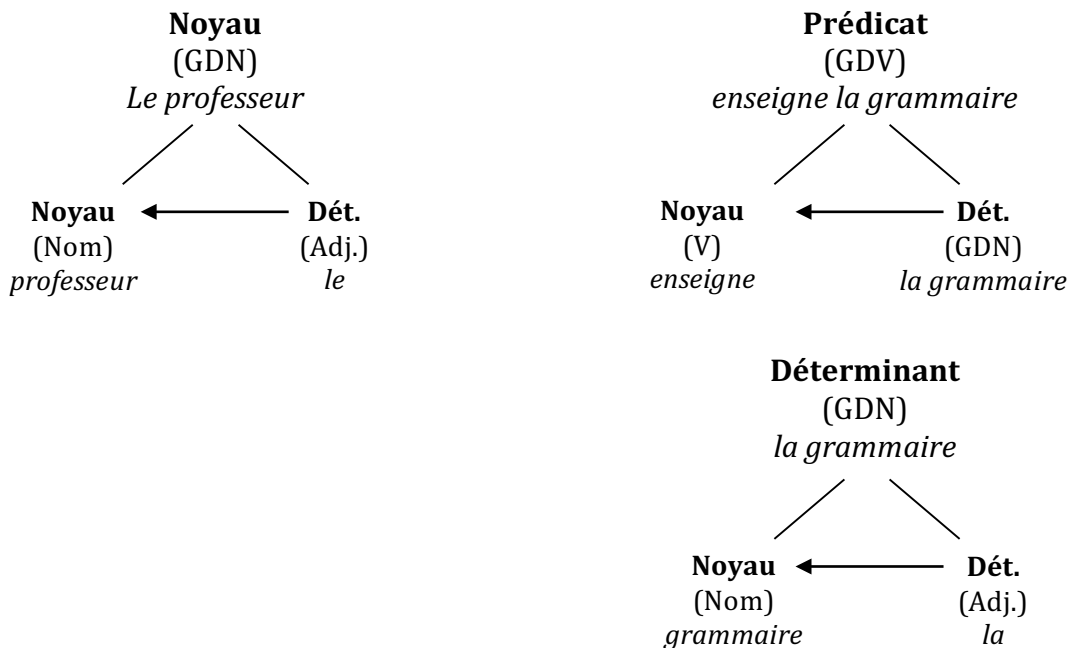 Noyau
(GDN)
Le professeur
Noyau
(Nom)
professeur
Dét.
(Adj.)
le
Prédicat
(GDV)
enseigne la grammaire
Noyau
(V)
enseigne
Dét.
(GDN)
la grammaire
Déterminant
(GDN)
la grammaire
Noyau
(Nom)
grammaire
Dét.
(Adj.)
la